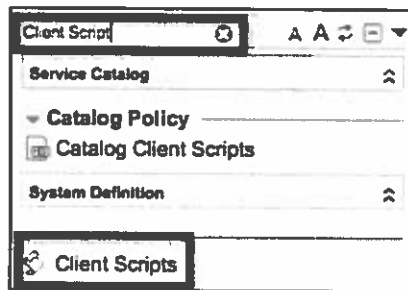 Client Script
A A
Service Catalog
Catalog Policy
Catalog Client Scripts
System Definition
Client Scripts